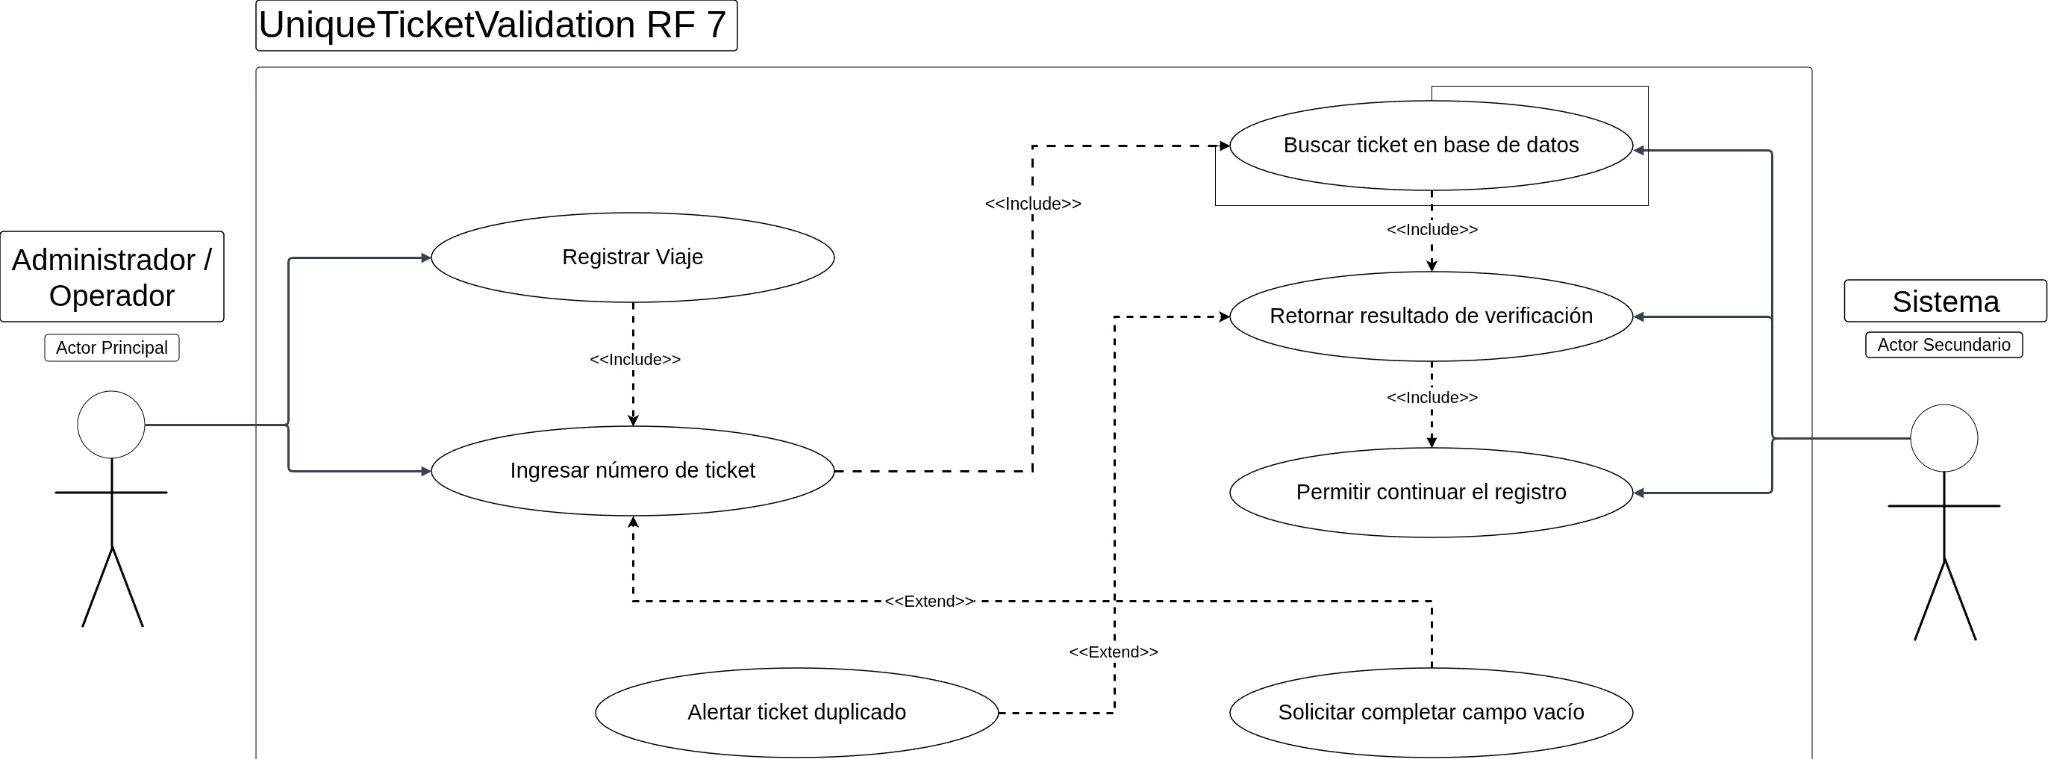 UniqueTicketValidation RF 7
Buscar ticket en base de datos
<<Include>>
<<Include>>
Registrar Viaje
Administrador /
Operador
Actor Principal
Sistema
Actor Secundario
Retornar resultado de verificación
<<Include>>
<<Include>>
Ingresar número de ticket
Permitir continuar el registro
<<Extend>>
<<Extend>>
Alertar ticket duplicado
Solicitar completar campo vacío